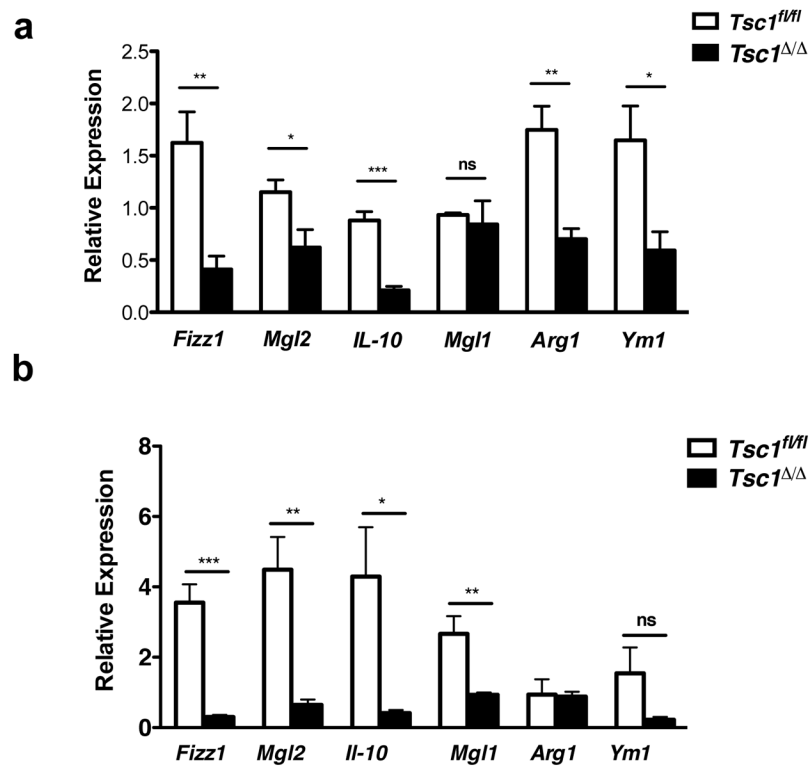 a
Tsc1fl/fl
Tsc1Δ/Δ
Relative Expression
2.5
2.0
1.5
1.0
0.5
0.0
**
*
***
ns
**
*
Fizz1 Mgl2 IL-10 Mgl1 Arg1 Ym1
b
Tsc1fl/fl
Tsc1Δ/Δ
Relative Expression
8
6
4
2
0
***
**
*
**
ns
Fizz1 Mgl2 Il-10 Mgl1 Arg1 Ym1